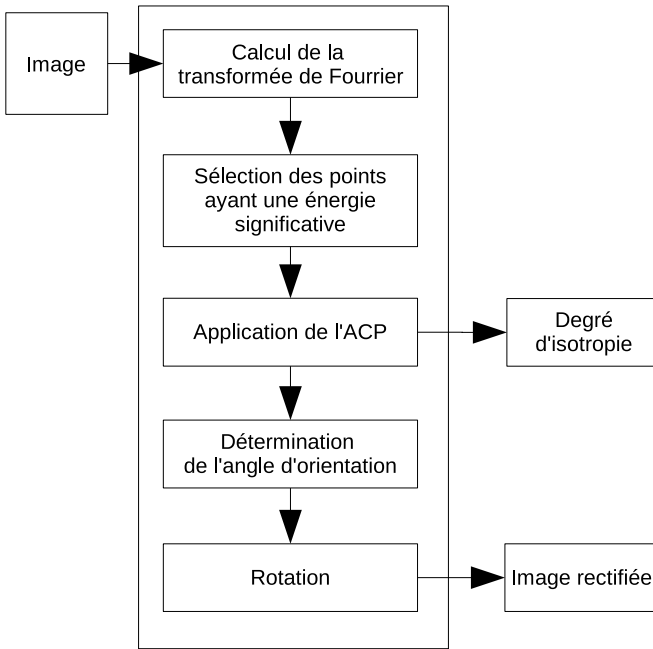 Image
Calcul de la
transformée de Fourrier
Sélection des points
ayant une énergie
significative
Application de l'ACP
Degré
d'isotropie
Détermination
de l'angle d'orientation
Rotation
Image rectifiée